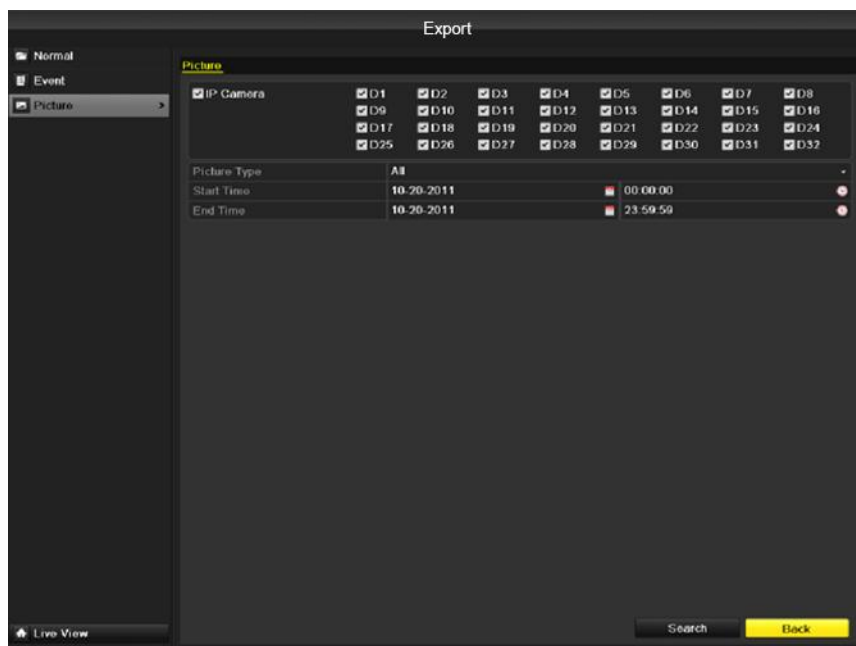 Export
Normal
Event
Picture >
Picture
IP Camera D1 D2 D3 D4 D5 D6 D7 D8
D9 D10 D11 D12 D13 D14 D15 D16
D17 D18 D19 D20 D21 D22 D23 D24
D25 D26 D27 D28 D29 D30 D31 D32
Picture Type All
Start Time 10-20-2011 00:00:00
End Time 10-20-2011 23:59:59
Live View
Search Back